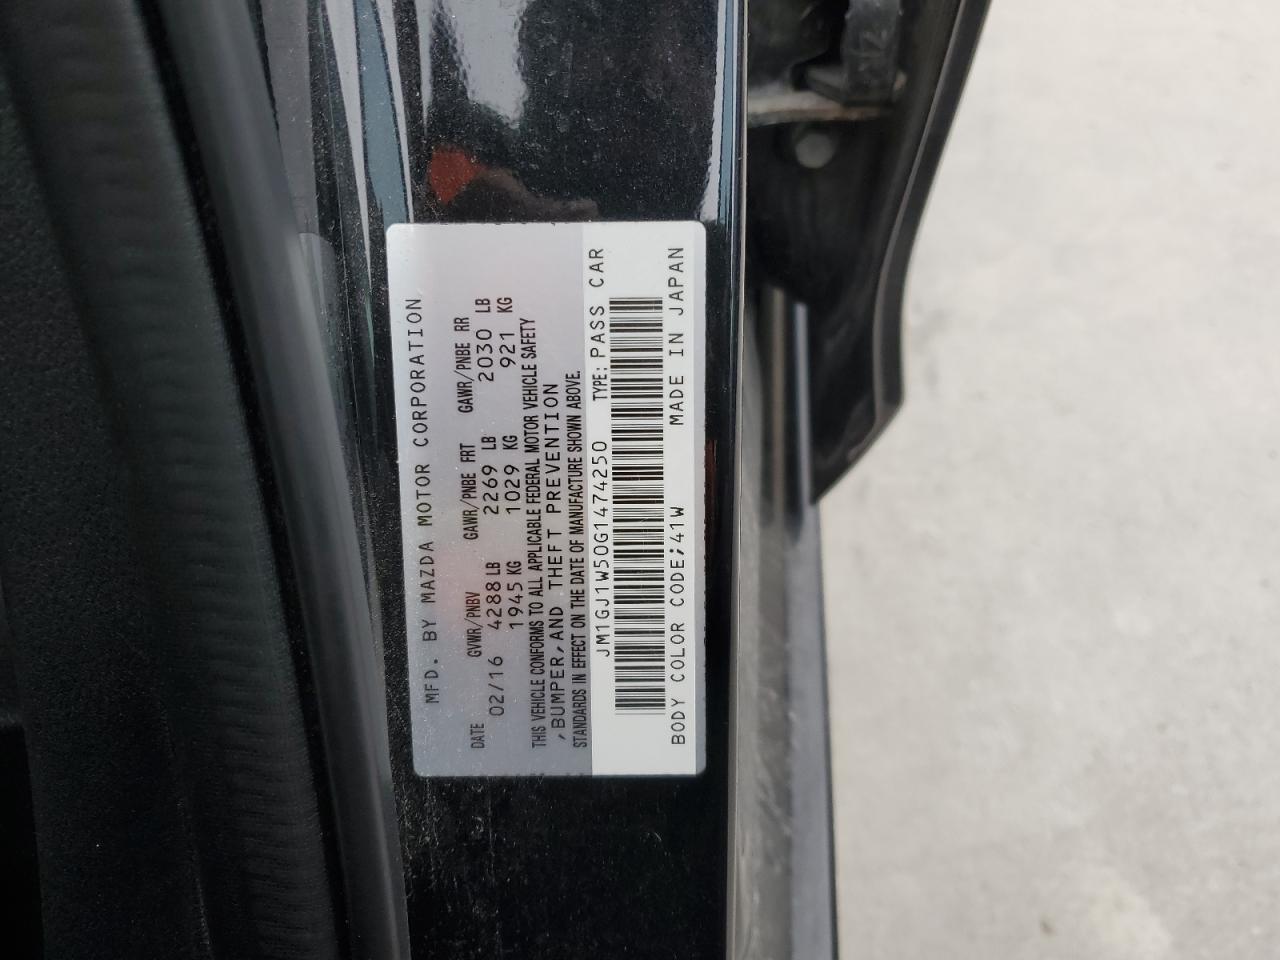 MFD. BY MAZDA MOTOR CORPORATION
DATE GVWR/PNBV GAWR/PNBE FRT GAWR/PNBE RR
02/16 4288 LB 2269 LB 2030 LB
1945 KG 1029 KG 921 KG
THIS VEHICLE CONFORMS TO ALL APPLICABLE FEDERAL MOTOR VEHICLE SAFETY
,BUMPER,AND THEFT PREVENTION
STANDARDS IN EFFECT ON THE DATE OF MANUFACTURE SHOWN ABOVE.
JM1GJ1W50G1474250 TYPE: PASS CAR
BODY COLOR CODE;41W MADE IN JAPAN